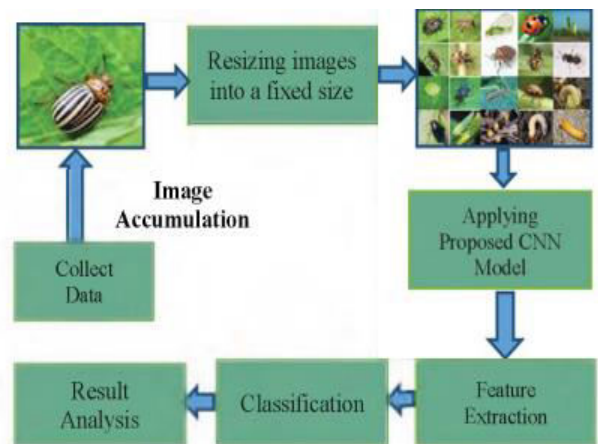 Resizing images
into a fixed size
Image
Accumulation
Collect
Data
Applying
Proposed CNN
Model
Feature
Extraction
Classification
Result
Analysis